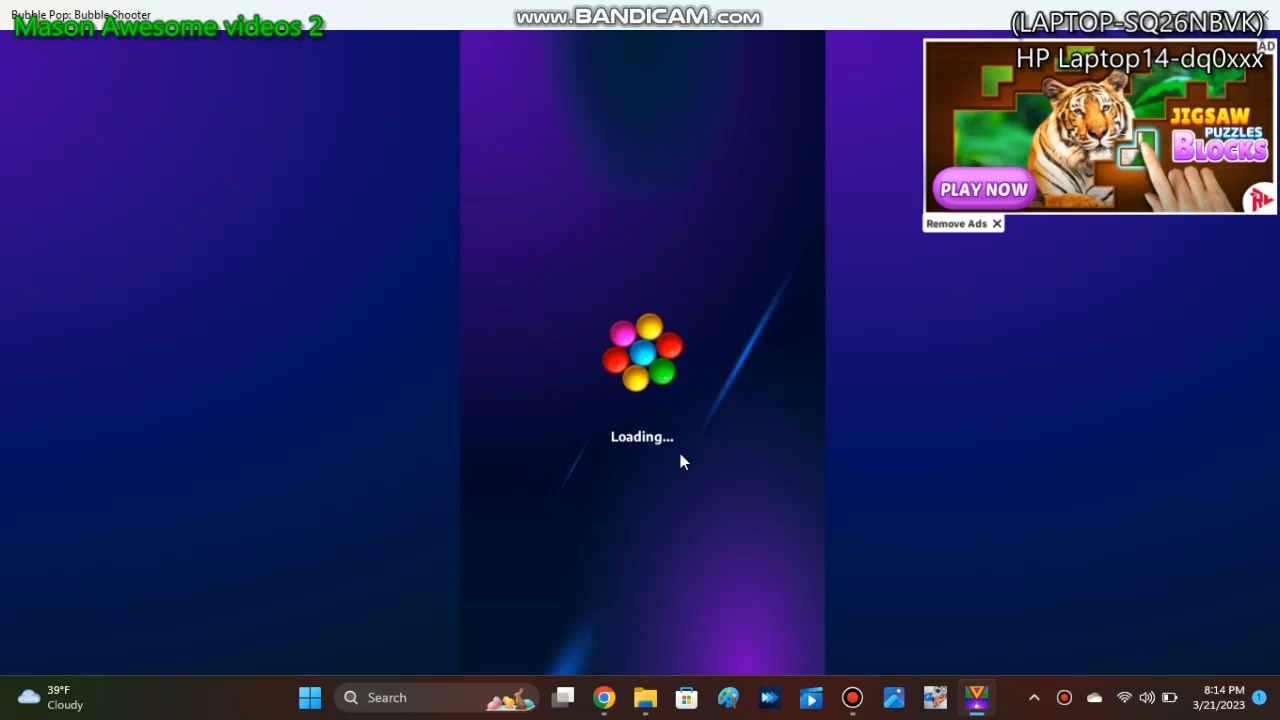 Bubble Pop: Bubble Shooter
Mason Awesome videos 2
www.BANDICAM.com
(LAPTOP-SQ26NBVK)
HP Laptop14-dq0xxx
AD
JIGSAW
PUZZLES
BLOCKS
PLAY NOW
Remove Ads
Loading...
39°F
Cloudy
Search
8:14 PM
3/21/2023
1